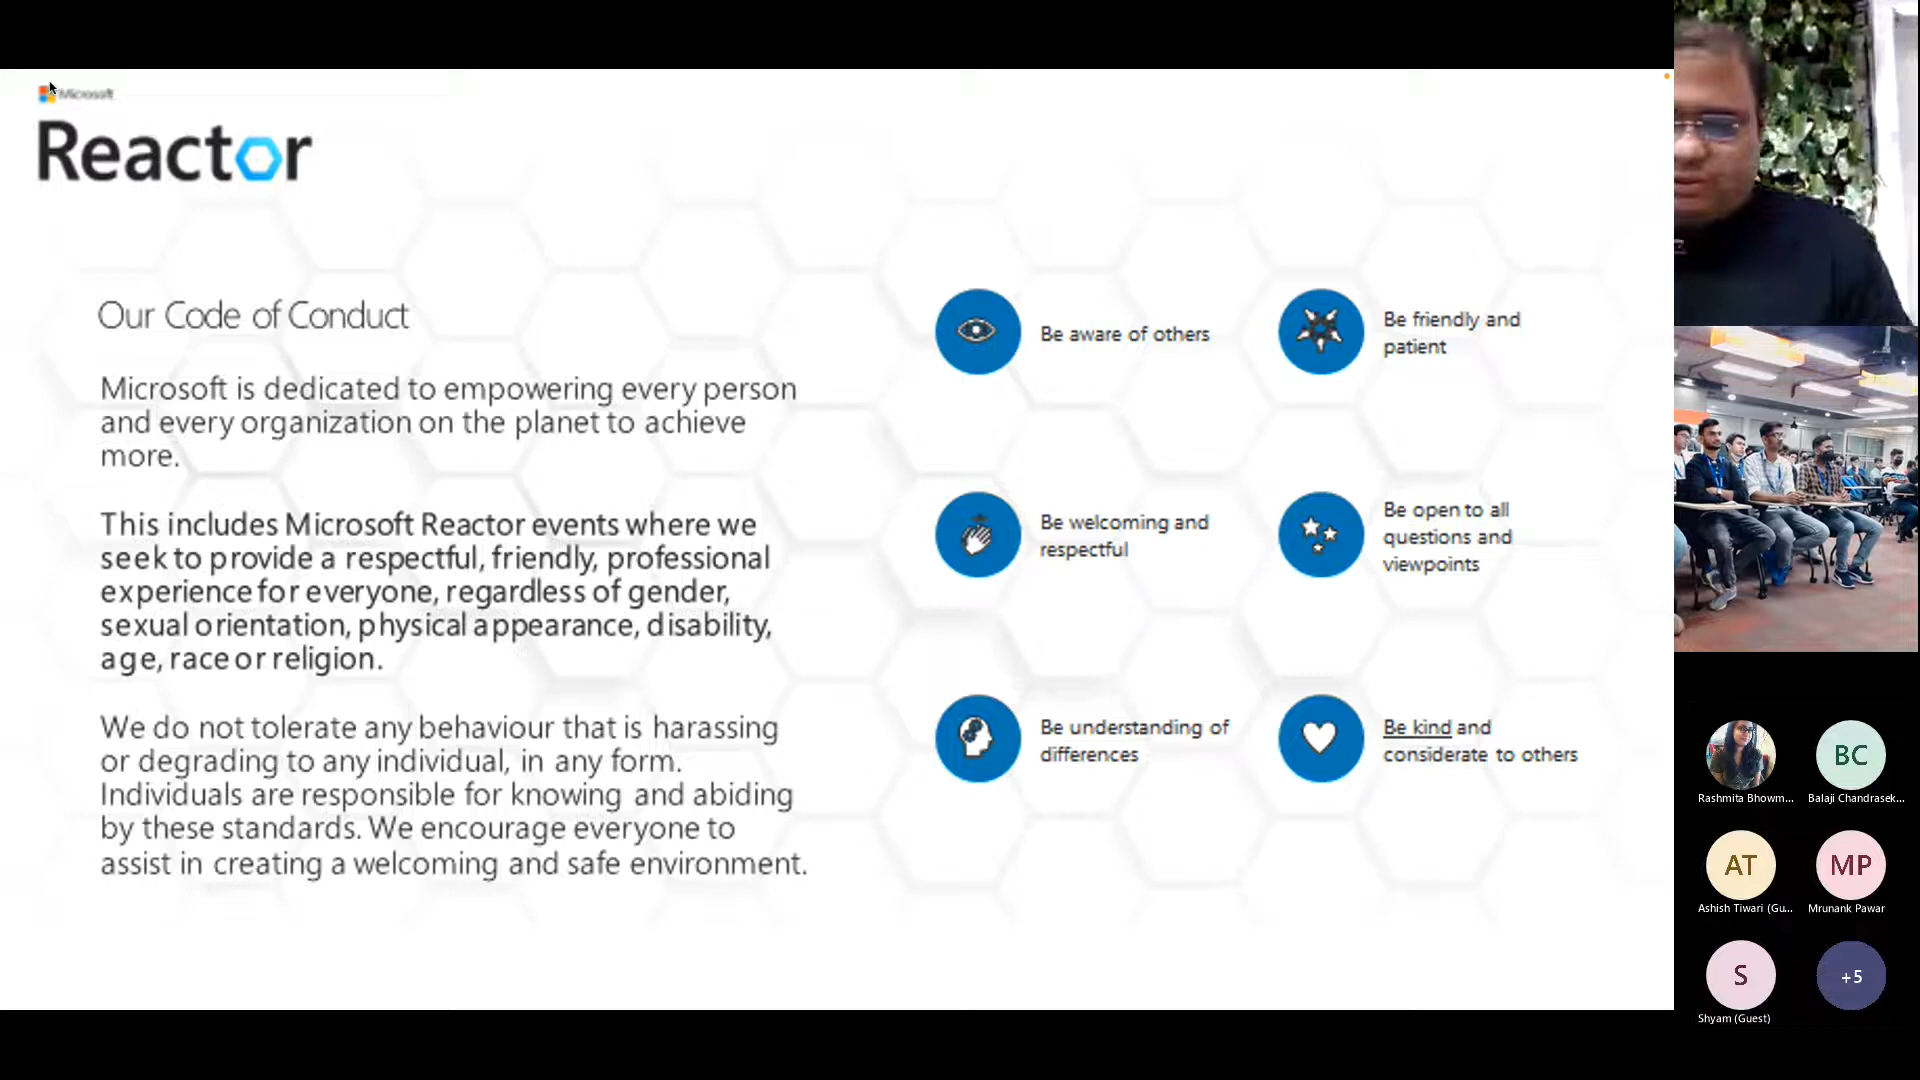 Microsoft
Reactor
Our Code of Conduct
Microsoft is dedicated to empowering every person
and every organization on the planet to achieve
more.
This includes Microsoft Reactor events where we
seek to provide a respectful, friendly, professional
experience for everyone, regardless of gender,
sexual orientation, physical appearance, disability,
age, race or religion.
We do not tolerate any behaviour that is harassing
or degrading to any individual, in any form.
Individuals are responsible for knowing and abiding
by these standards. We encourage everyone to
assist in creating a welcoming and safe environment.
Be aware of others
Be friendly and
patient
Be welcoming and
respectful
Be open to all
questions and
viewpoints
Be understanding of
differences
Be kind and
considerate to others
Rashmita Bhowm...
BC
Balaji Chandrasek...
AT
Ashish Tiwari (Gu...
MP
Mrunank Pawar
S
Shyam (Guest)
+5